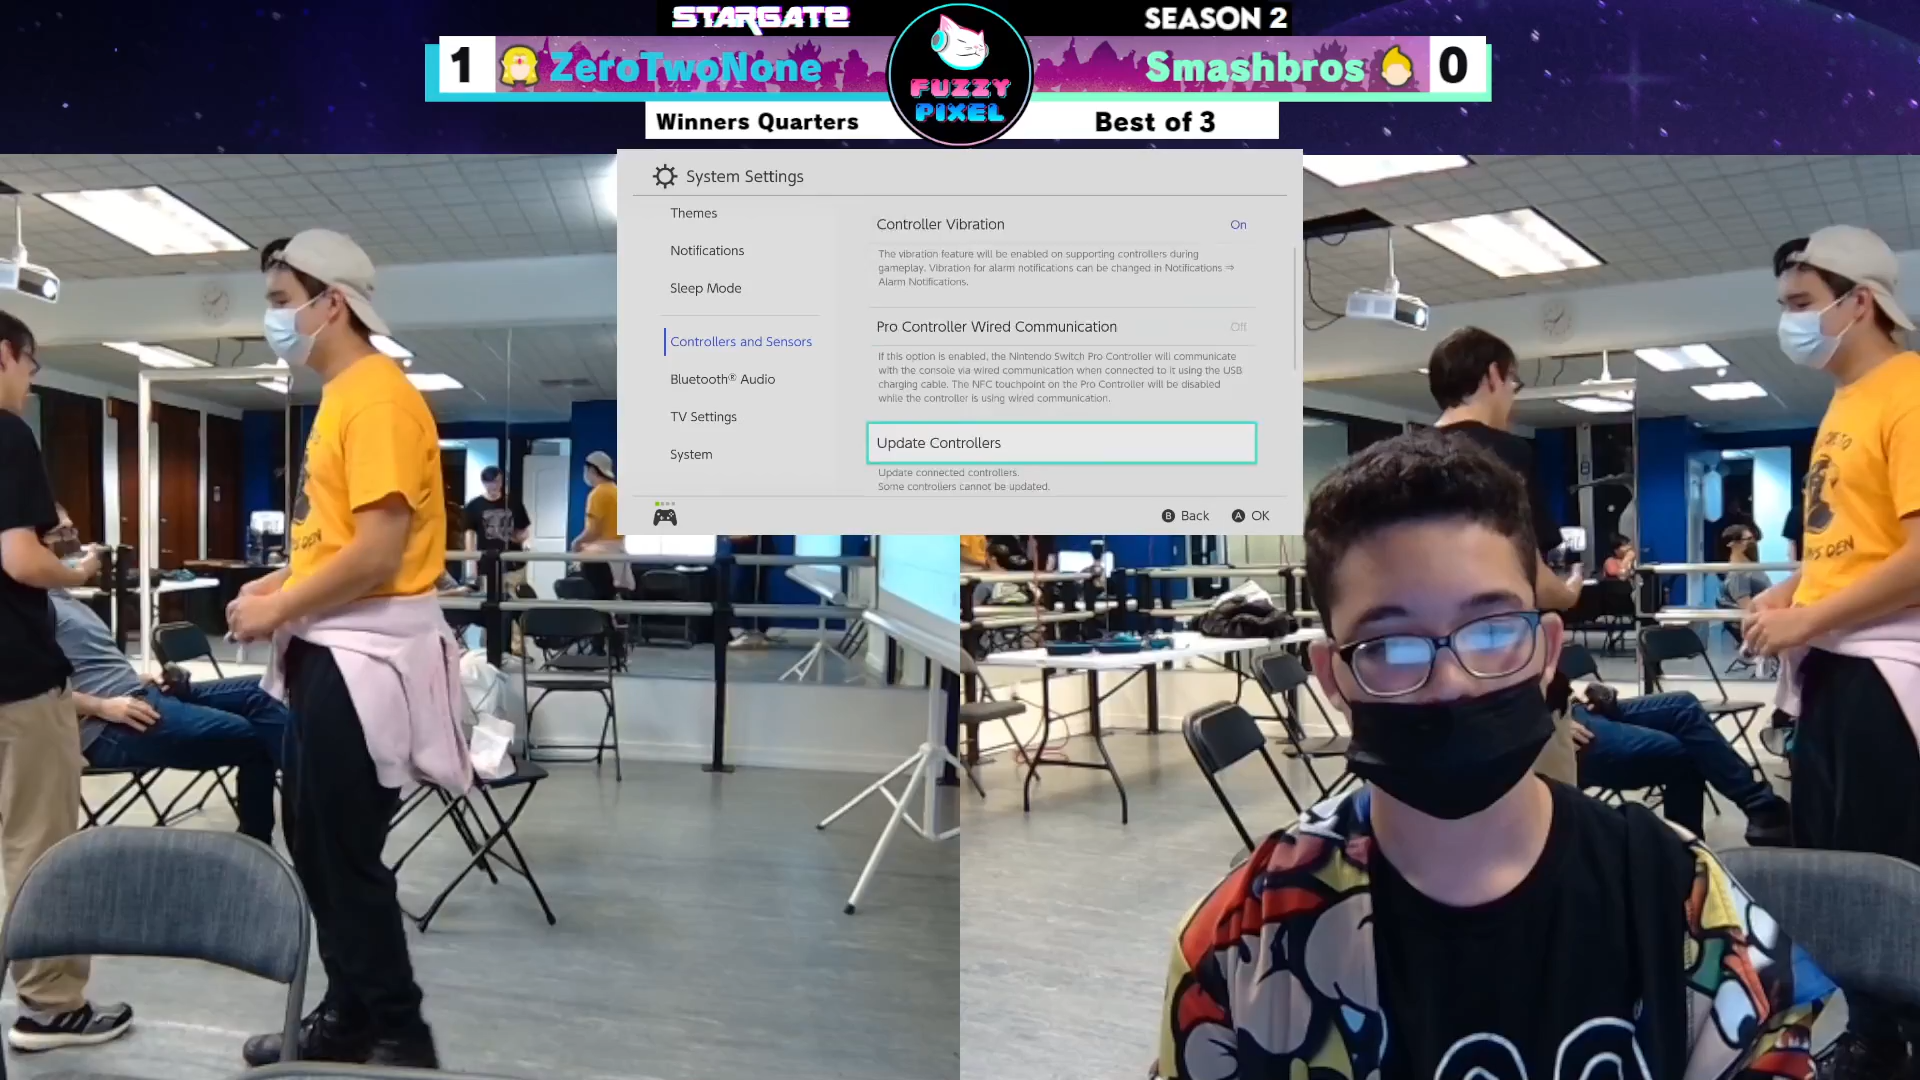 STARGATE
SEASON 2
1
ZeroTwoNone
Smashbros
0
FUZZY
PIXEL
Winners Quarters
Best of 3
System Settings
Themes
Notifications
Sleep Mode
Controllers and Sensors
Bluetooth® Audio
TV Settings
System
Controller Vibration
On
The vibration feature will be enabled on supporting controllers during
gameplay. Vibration for alarm notifications can be changed in Notifications ⇒
Alarm Notifications.
Pro Controller Wired Communication
Off
If this option is enabled, the Nintendo Switch Pro Controller will communicate
with the console via wired communication when connected to it using the USB
charging cable. The NFC touchpoint on the Pro Controller will be disabled
while the controller is using wired communication.
Update Controllers
Update connected controllers.
Some controllers cannot be updated.
B Back
A OK
DEN